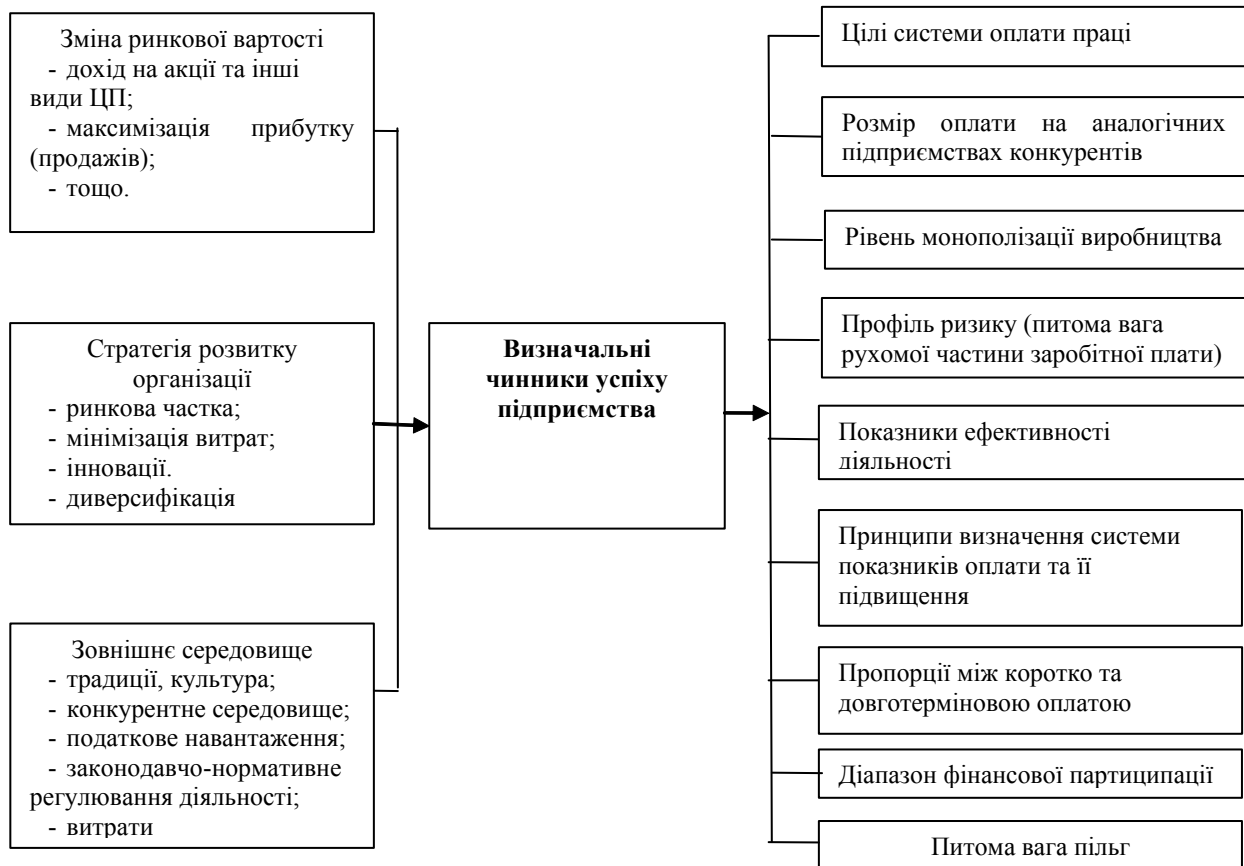 Зміна ринкової вартості
- дохід на акції та інші
види ЦП;
- максимізація прибутку
(продажів);
- тощо.
Стратегія розвитку
організації
- ринкова частка;
- мінімізація витрат;
- інновації.
- диверсифікація
Зовнішнє середовище
- традиції, культура;
- конкурентне середовище;
- податкове навантаження;
- законодавчо-нормативне
регулювання діяльності;
- витрати
Визначальні
чинники успіху
підприємства
Цілі системи оплати праці
Розмір оплати на аналогічних
підприємствах конкурентів
Рівень монополізації виробництва
Профіль ризику (питома вага
рухомої частини заробітної плати)
Показники ефективності
діяльності
Принципи визначення системи
показників оплати та її
підвищення
Пропорції між коротко та
довготерміновою оплатою
Діапазон фінансової партиципації
Питома вага пільг